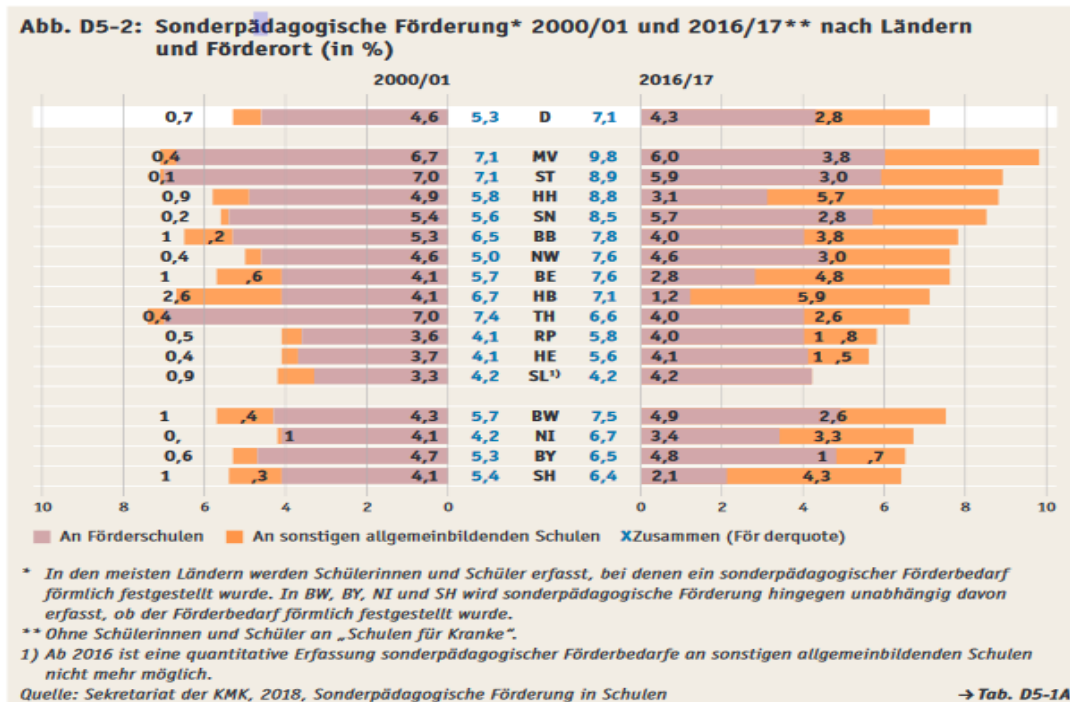 Abb. D5-2: Sonderpädagogische Förderung* 2000/01 und 2016/17** nach Ländern
und Förderort (in %)
2000/01 2016/17
0,7 4,6 5,3 D 7,1 4,3 2,8
0,4 6,7 7,1 MV 9,8 6,0 3,8
0,1 7,0 7,1 ST 8,9 5,9 3,0
0,9 4,9 5,8 HH 8,8 3,1 5,7
0,2 5,4 5,6 SN 8,5 5,7 2,8
1 ,2 5,3 6,5 BB 7,8 4,0 3,8
0,4 4,6 5,0 NW 7,6 4,6 3,0
1 ,6 4,1 5,7 BE 7,6 2,8 4,8
2,6 4,1 6,7 HB 7,1 1,2 5,9
0,4 7,0 7,4 TH 6,6 4,0 2,6
0,5 3,6 4,1 RP 5,8 4,0 1 ,8
0,4 3,7 4,1 HE 5,6 4,1 1 ,5
0,9 3,3 4,2 SL¹⁾ 4,2 4,2
1 ,4 4,3 5,7 BW 7,5 4,9 2,6
0, 1 4,1 4,2 NI 6,7 3,4 3,3
0,6 4,7 5,3 BY 6,5 4,8 1 ,7
1 ,3 4,1 5,4 SH 6,4 2,1 4,3
10 8 6 4 2 0 0 2 4 6 8 10
An Förderschulen An sonstigen allgemeinbildenden Schulen XZusammen (För derquote)
* In den meisten Ländern werden Schülerinnen und Schüler erfasst, bei denen ein sonderpädagogischer Förderbedarf
förmlich festgestellt wurde. In BW, BY, NI und SH wird sonderpädagogische Förderung hingegen unabhängig davon
erfasst, ob der Förderbedarf förmlich festgestellt wurde.
** Ohne Schülerinnen und Schüler an „Schulen für Kranke“.
1) Ab 2016 ist eine quantitative Erfassung sonderpädagogischer Förderbedarfe an sonstigen allgemeinbildenden Schulen
nicht mehr möglich.
Quelle: Sekretariat der KMK, 2018, Sonderpädagogische Förderung in Schulen → Tab. D5-1A